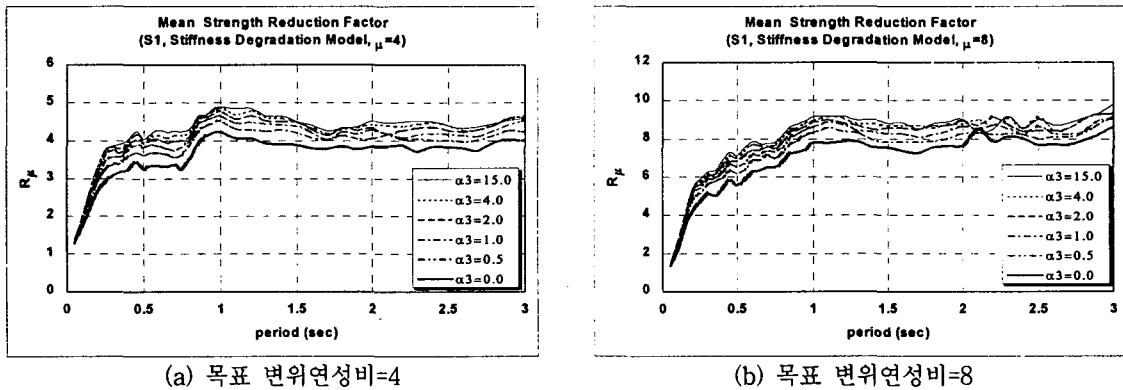 Mean Strength Reduction Factor
(S1, Stiffness Degradation Model, μ=4)
6
5
4
3
2
1
0
Rμ
0
0.5
1
1.5
2
2.5
3
period (sec)
α3=15.0
α3=4.0
α3=2.0
α3=1.0
α3=0.5
α3=0.0
(a) 목표 변위연성비=4
Mean Strength Reduction Factor
(S1, Stiffness Degradation Model, μ=8)
12
10
8
6
4
2
0
Rμ
0
0.5
1
1.5
2
2.5
3
period (sec)
α3=15.0
α3=4.0
α3=2.0
α3=1.0
α3=0.5
α3=0.0
(b) 목표 변위연성비=8